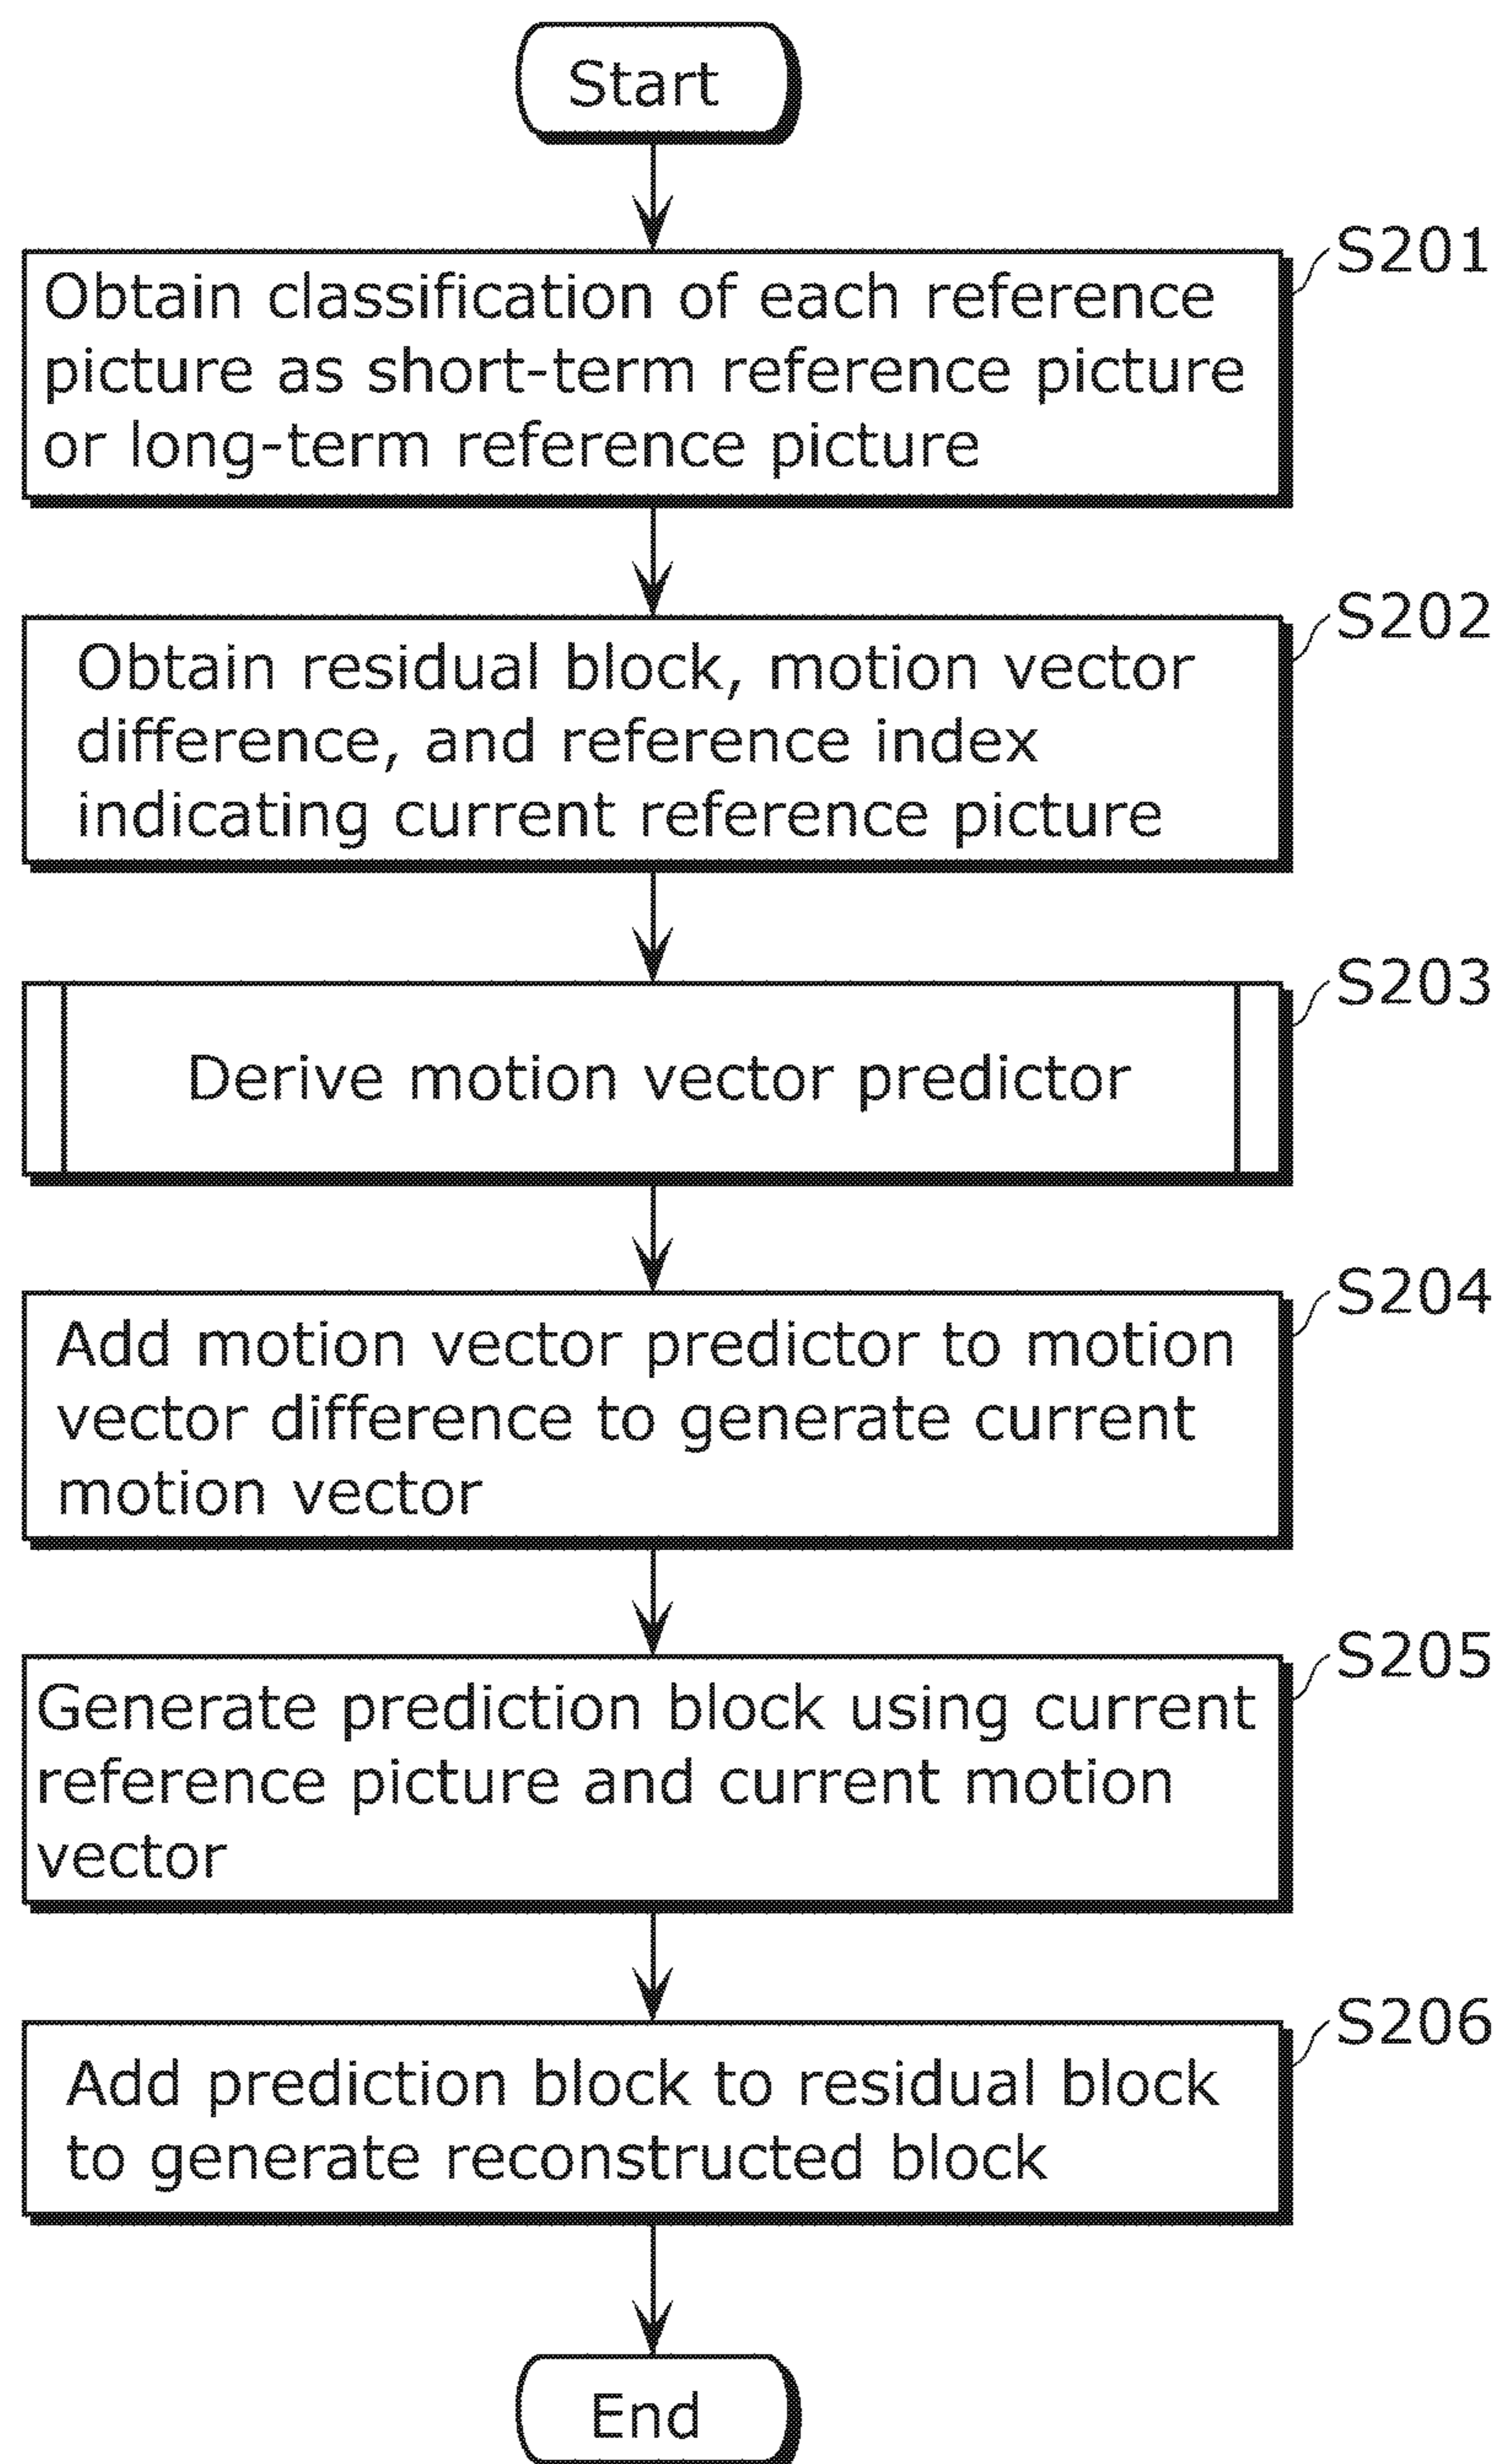 Start
S201
Obtain classification of each reference
picture as short-term reference picture
or long-term reference picture
S202
Obtain residual block, motion vector
difference, and reference index
indicating current reference picture
S203
Derive motion vector predictor
S204
Add motion vector predictor to motion
vector difference to generate current
motion vector
S205
Generate prediction block using current
reference picture and current motion
vector
S206
Add prediction block to residual block
to generate reconstructed block
End